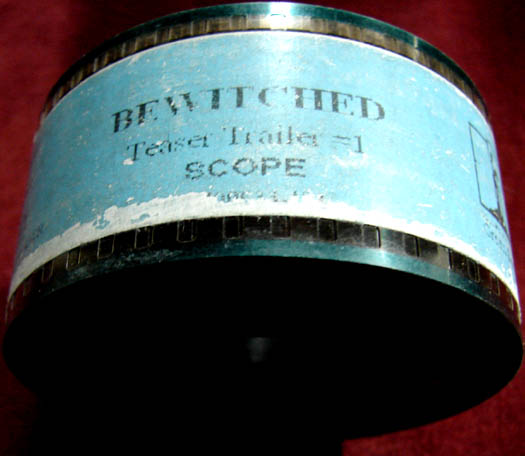 BEWITCHED
Teaser Trailer #1
SCOPE